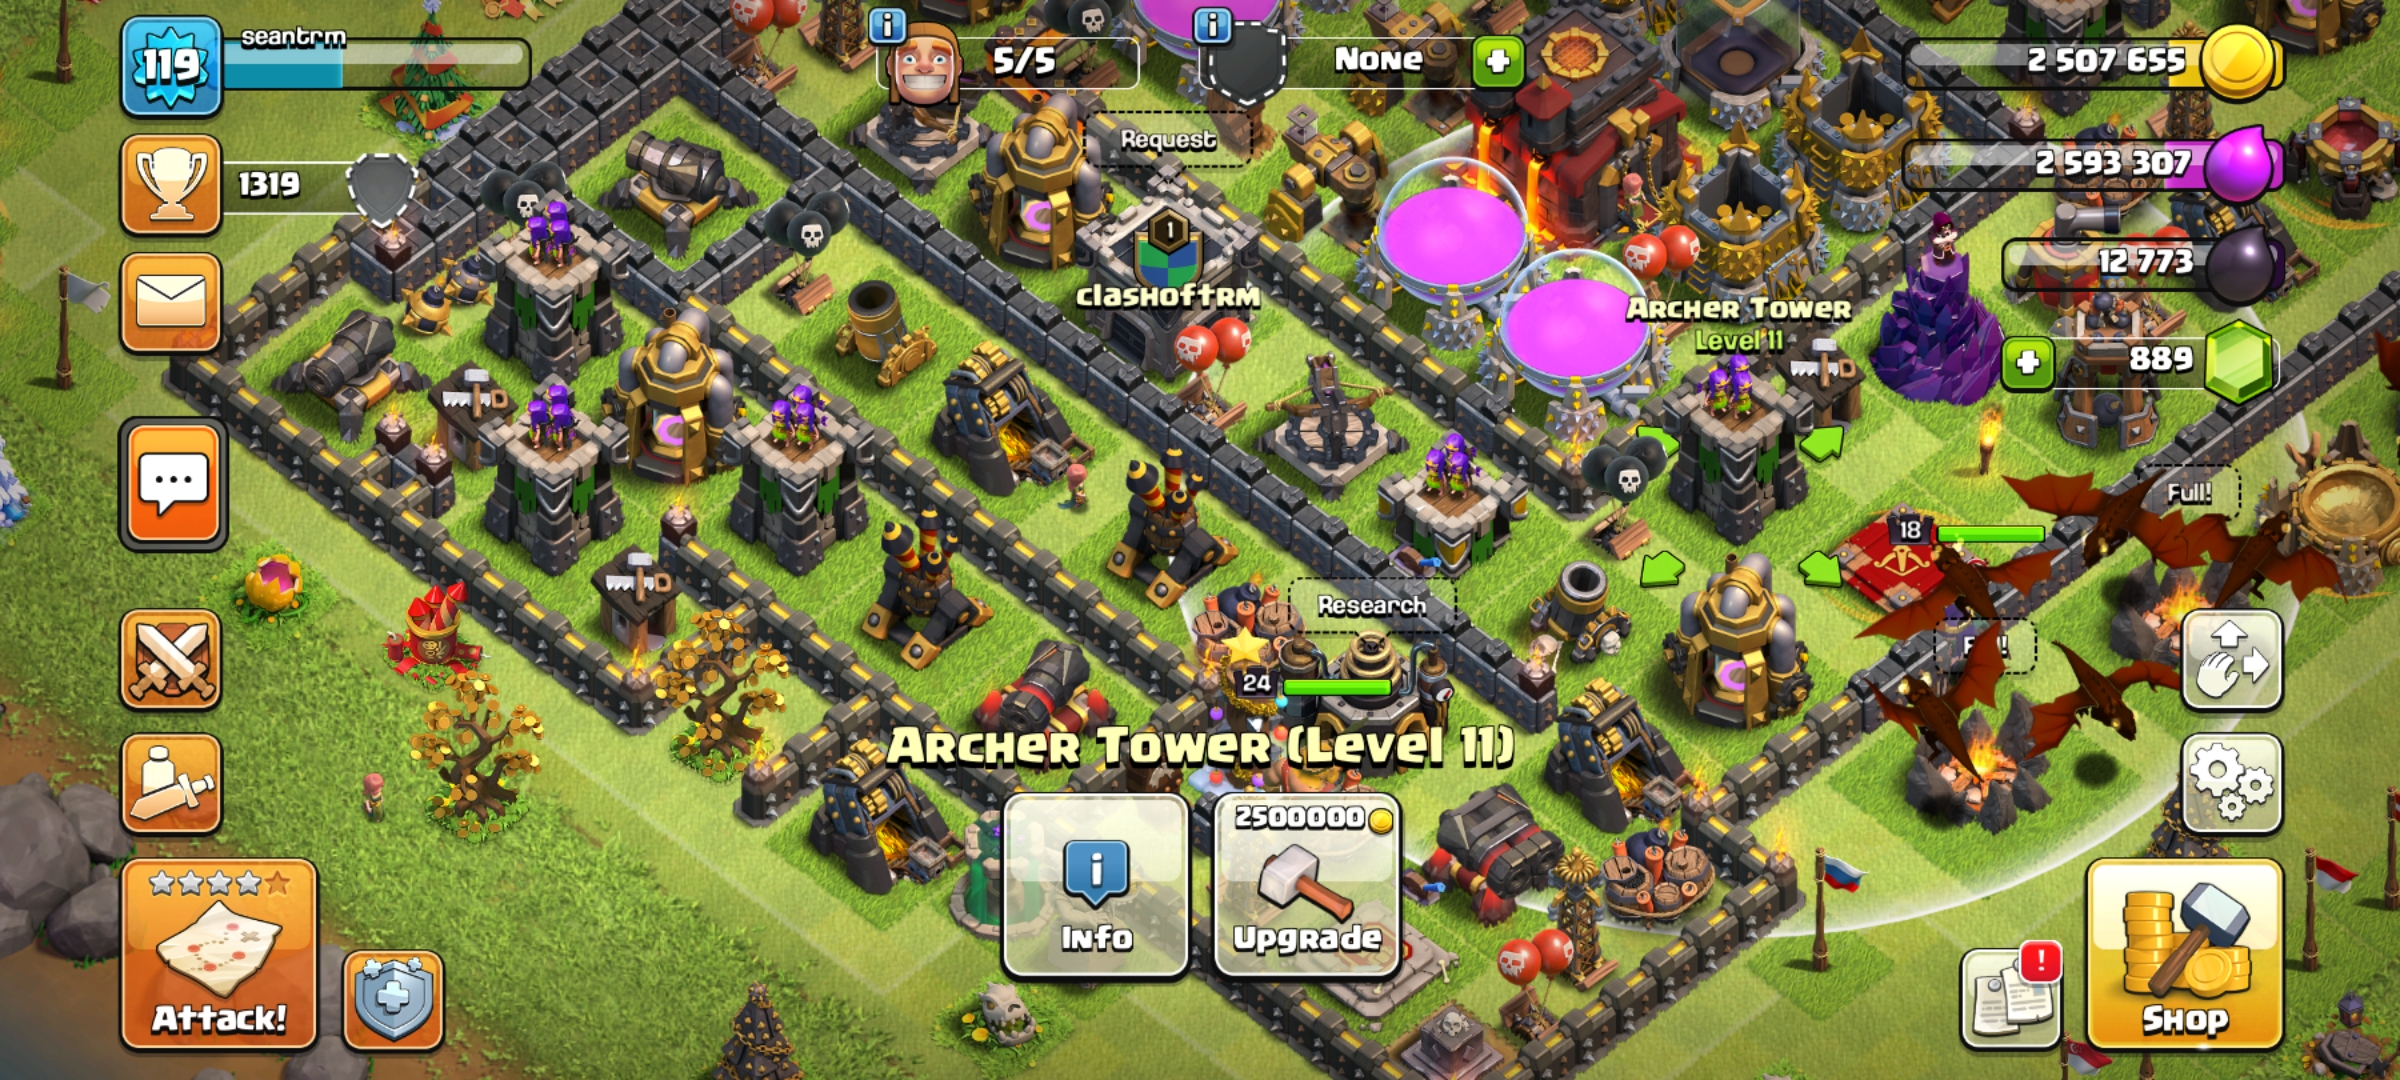 119
seantrm
5/5
None
2 507 655
Request
1319
2 593 307
1
12 773
clashoftRM
Archer Tower
Level 11
889
Full!
18
Research
24
Archer Tower (Level 11)
2500000
Info
Upgrade
!
Attack!
Shop